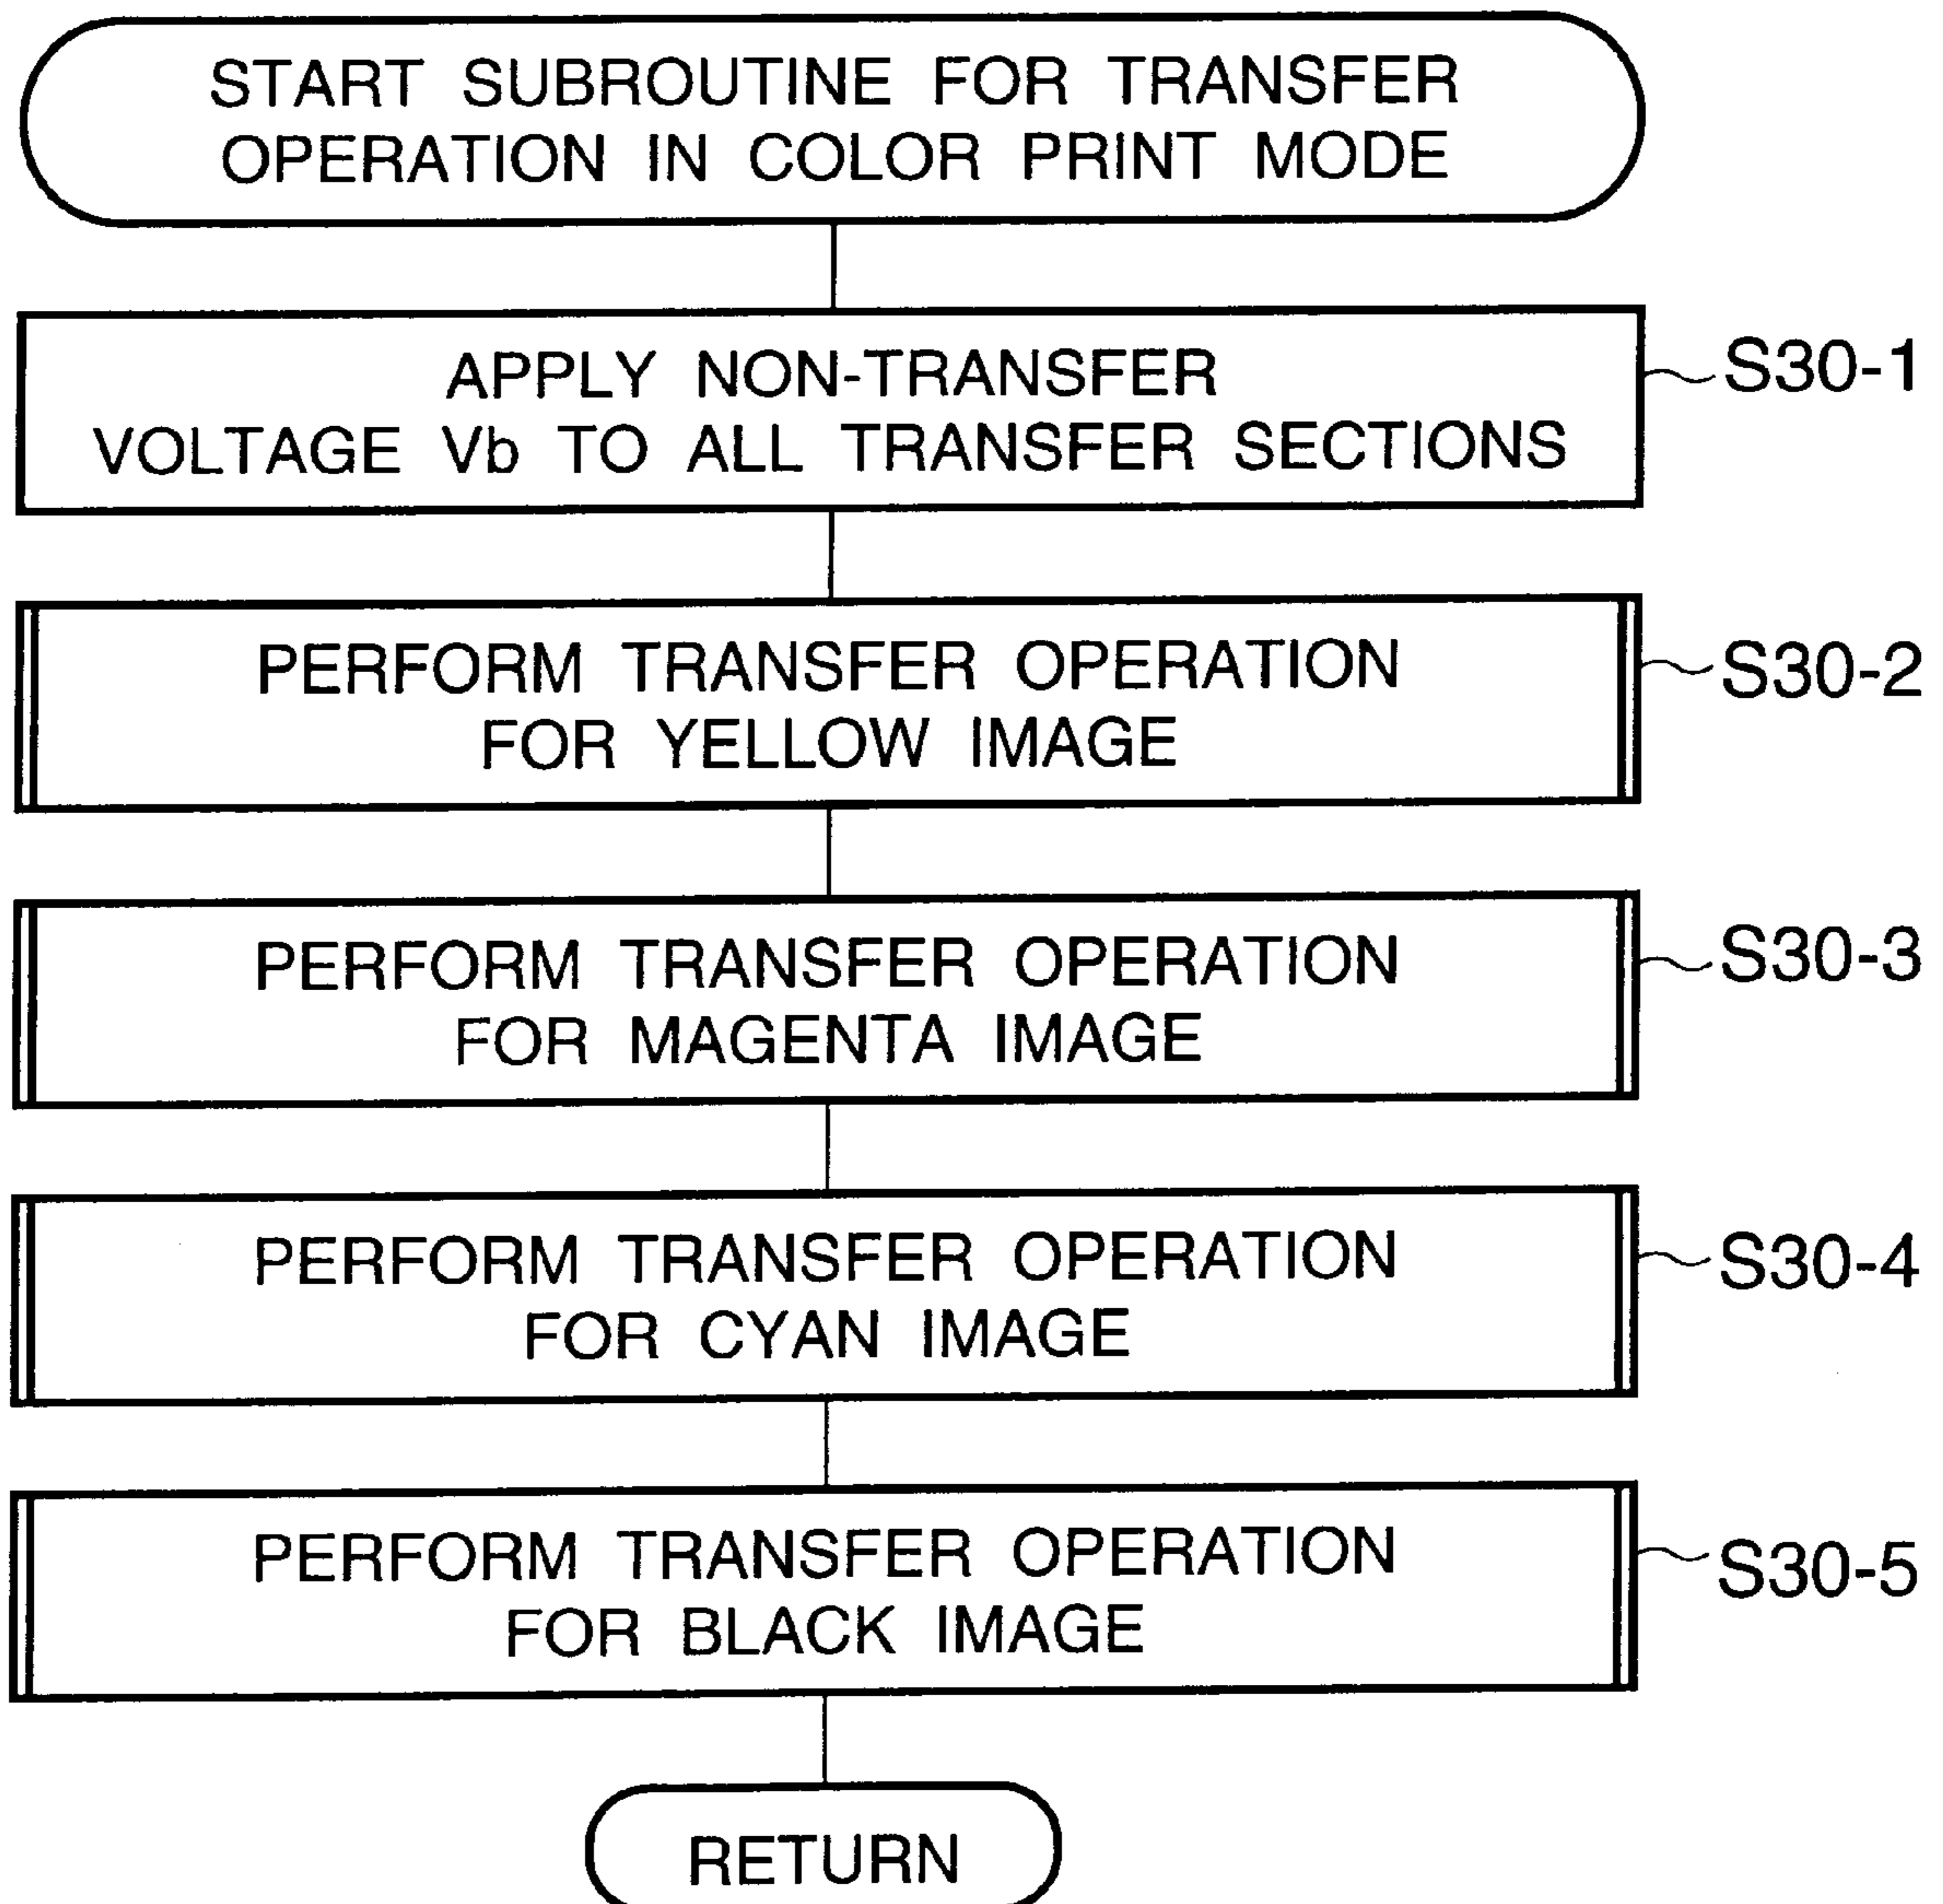 START SUBROUTINE FOR TRANSFER
OPERATION IN COLOR PRINT MODE
APPLY NON-TRANSFER
VOLTAGE Vb TO ALL TRANSFER SECTIONS
S30-1
PERFORM TRANSFER OPERATION
FOR YELLOW IMAGE
S30-2
PERFORM TRANSFER OPERATION
FOR MAGENTA IMAGE
S30-3
PERFORM TRANSFER OPERATION
FOR CYAN IMAGE
S30-4
PERFORM TRANSFER OPERATION
FOR BLACK IMAGE
S30-5
RETURN